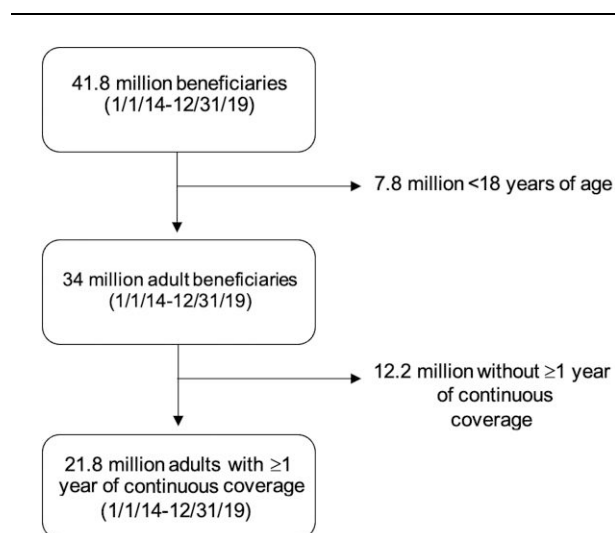 41.8 million beneficiaries
(1/1/14-12/31/19)
7.8 million <18 years of age
34 million adult beneficiaries
(1/1/14-12/31/19)
12.2 million without ≥1 year
of continuous
coverage
21.8 million adults with ≥1
year of continuous coverage
(1/1/14-12/31/19)